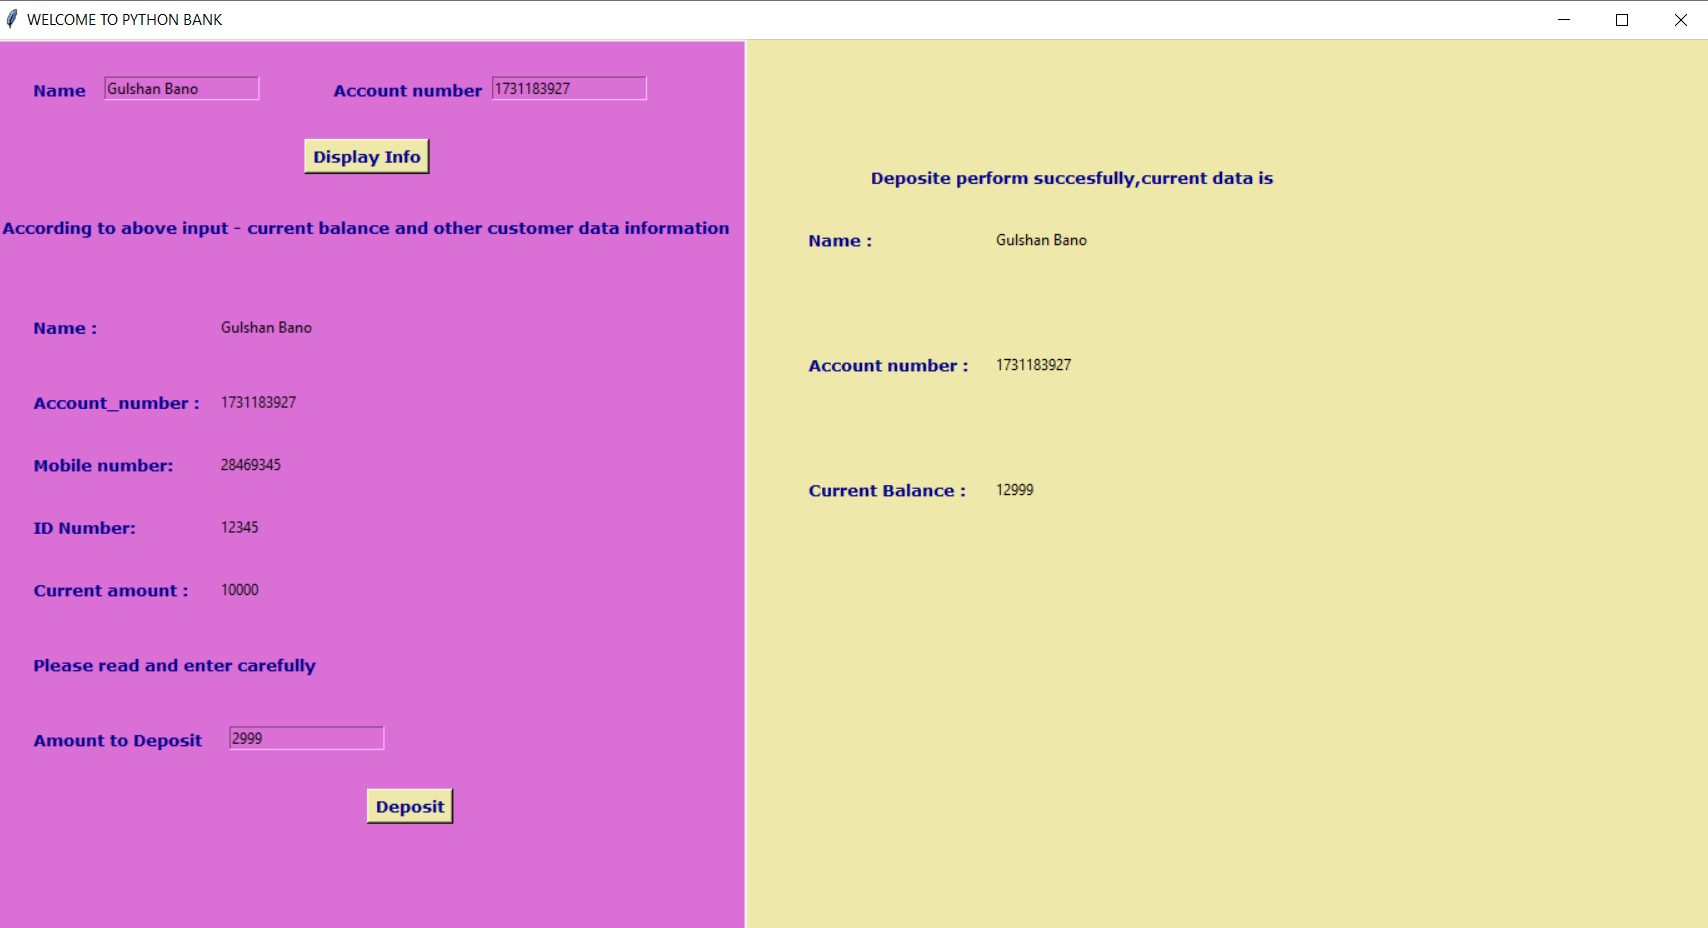 WELCOME TO PYTHON BANK
Name Gulshan Bano Account number 1731183927
Display Info
According to above input - current balance and other customer data information
Name : Gulshan Bano
Account_number : 1731183927
Mobile number: 28469345
ID Number: 12345
Current amount : 10000
Please read and enter carefully
Amount to Deposit 2999
Deposit
Deposite perform succesfully,current data is
Name : Gulshan Bano
Account number : 1731183927
Current Balance : 12999